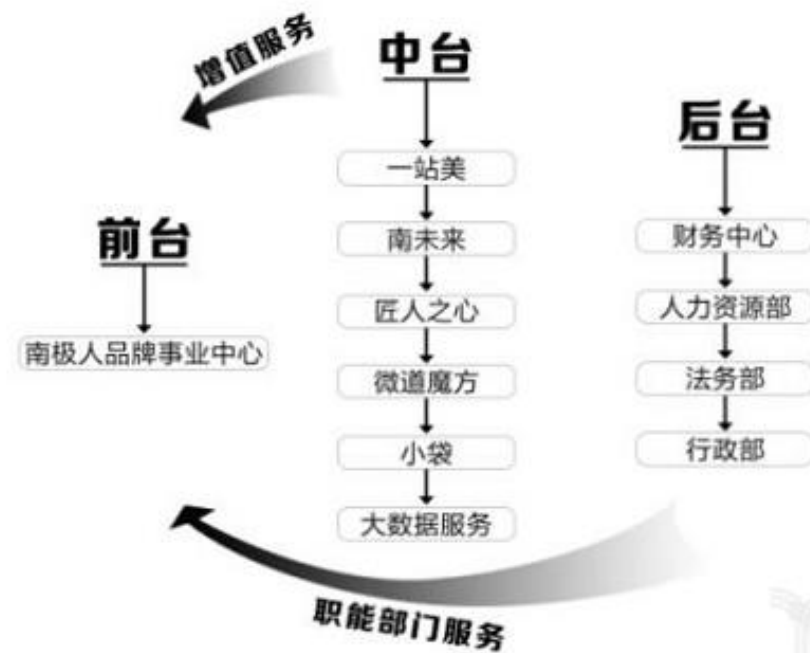 增值服务
中台
一站美
南未来
匠人之心
微道魔方
小袋
大数据服务
后台
财务中心
人力资源部
法务部
行政部
前台
南极人品牌事业中心
职能部门服务